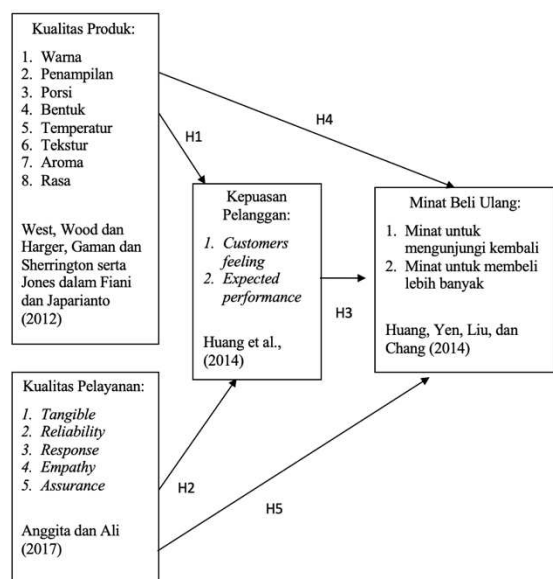 Kualitas Produk:
1. Warna
2. Penampilan
3. Porsi
4. Bentuk
5. Temperatur
6. Tekstur
7. Aroma
8. Rasa
West, Wood dan
Harger, Gaman dan
Sherrington serta
Jones dalam Fiani
dan Japarianto
(2012)
H1
H4
Kepuasan
Pelanggan:
1. Customers
feeling
2. Expected
performance
Huang et al.,
(2014)
H3
Minat Beli Ulang:
1. Minat untuk
mengunjungi kembali
2. Minat untuk membeli
lebih banyak
Huang, Yen, Liu, dan
Chang (2014)
Kualitas Pelayanan:
1. Tangible
2. Reliability
3. Response
4. Empathy
5. Assurance
Anggita dan Ali
(2017)
H2
H5